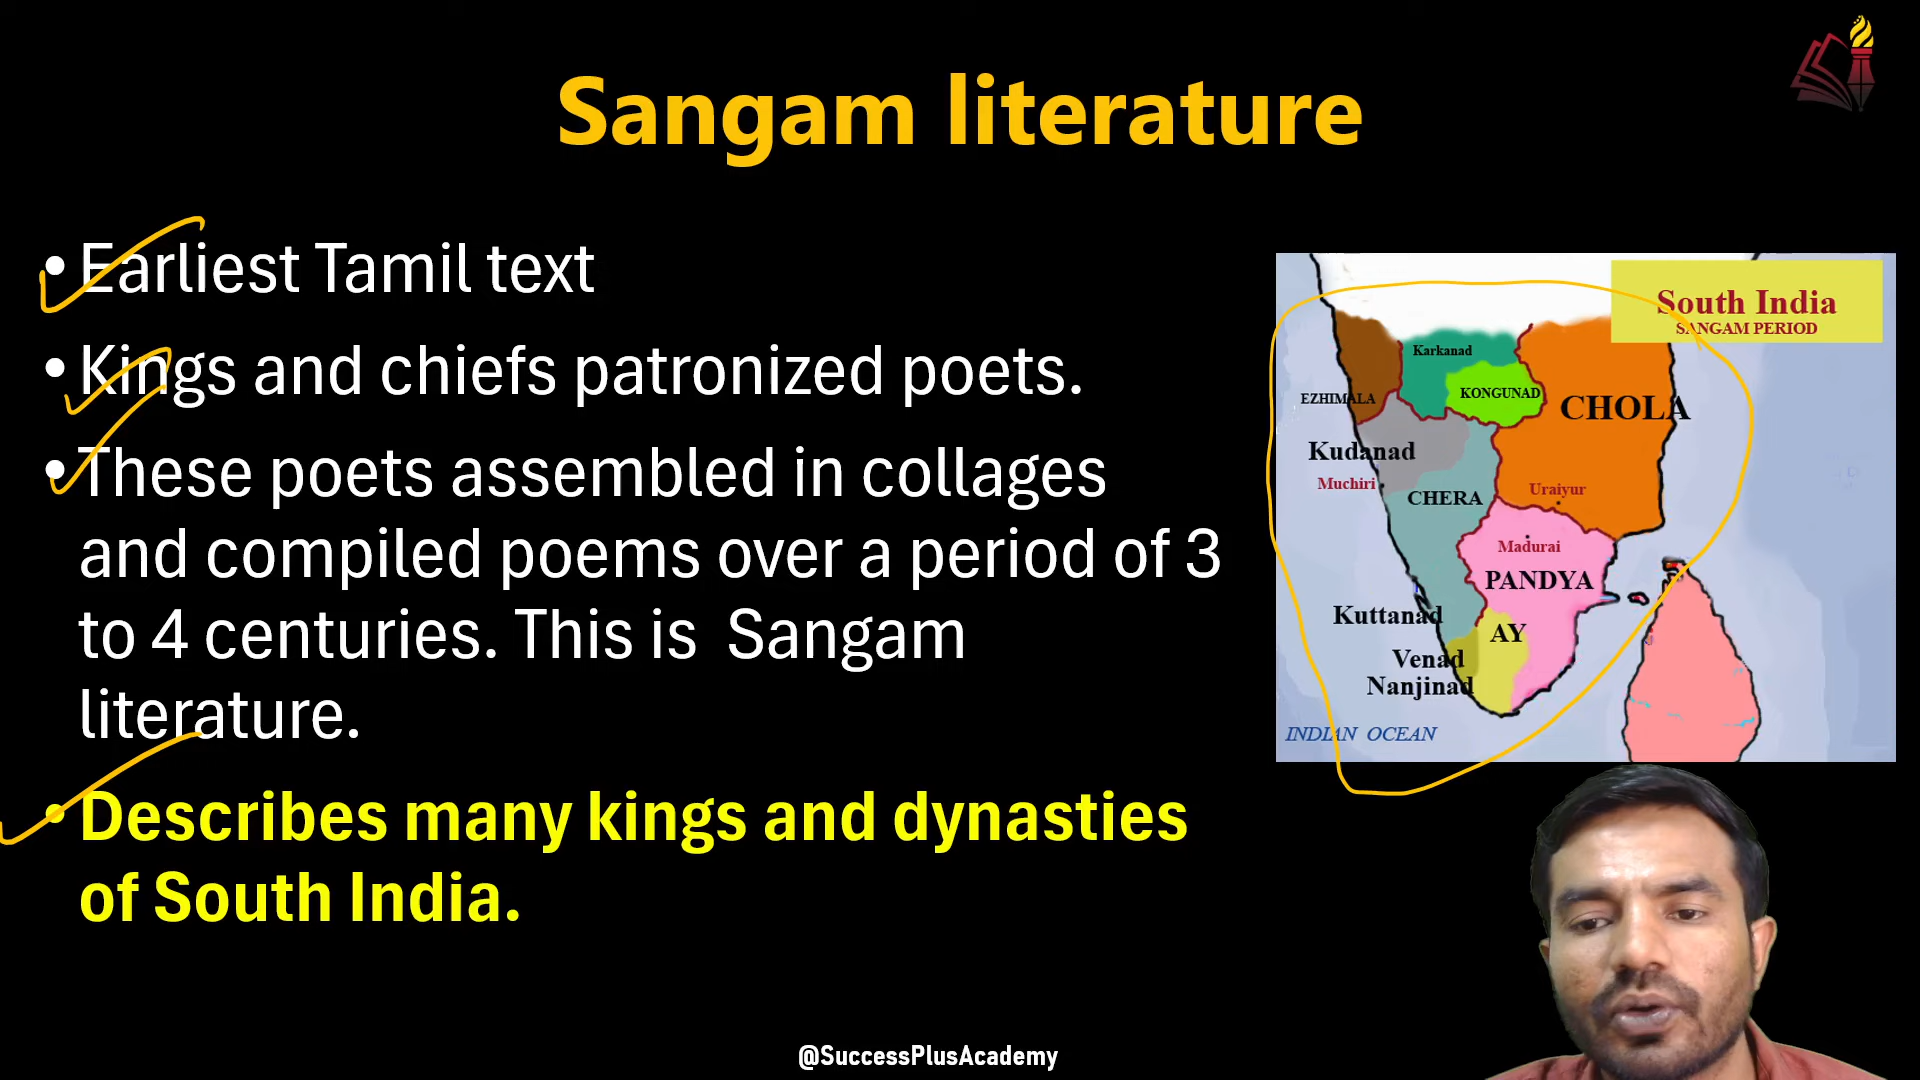 Sangam literature
• Earliest Tamil text
• Kings and chiefs patronized poets.
• These poets assembled in collages
and compiled poems over a period of 3
to 4 centuries. This is Sangam
literature.
• Describes many kings and dynasties
of South India.
South India
SANGAM PERIOD
Karkanad
KONGUNAD
EZHIMALA
CHOLA
Kudanad
Muchiri
CHERA
Uraiyur
Madurai
PANDYA
Kuttanad
AY
Venad
Nanjinad
INDIAN OCEAN
@SuccessPlusAcademy